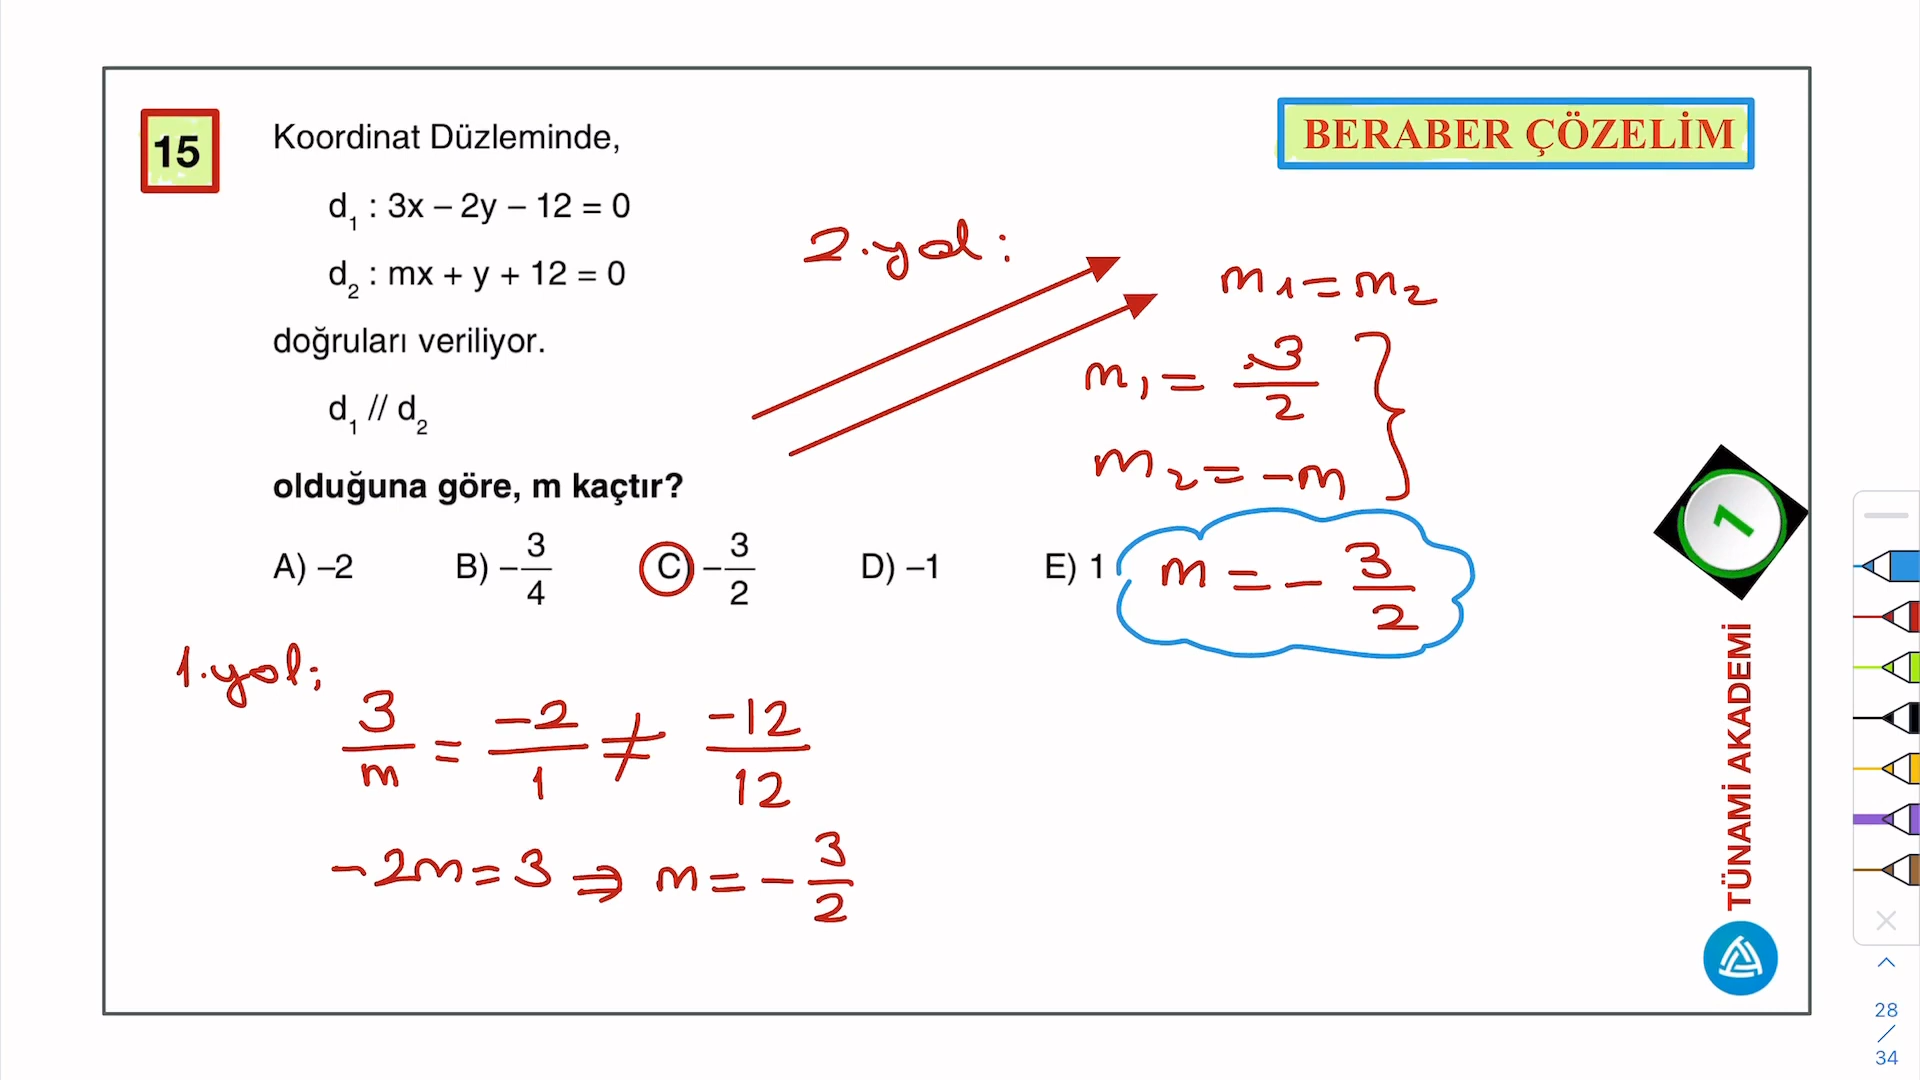 15
Koordinat Düzleminde,
BERABER ÇÖZELİM
d₁ : 3x – 2y – 12 = 0
d₂ : mx + y + 12 = 0
doğruları veriliyor.
d₁ // d₂
olduğuna göre, m kaçtır?
A) –2 B) –3/4 C) –3/2 D) –1 E) 1
2.yol:
m₁=m₂
m₁=3/2
m₂=-m
m=-3/2
1.yol;
3/m = -2/1 ≠ -12/12
-2m=3 ⇒ m=-3/2
1
TÜNAMİ AKADEMİ
28
/
34